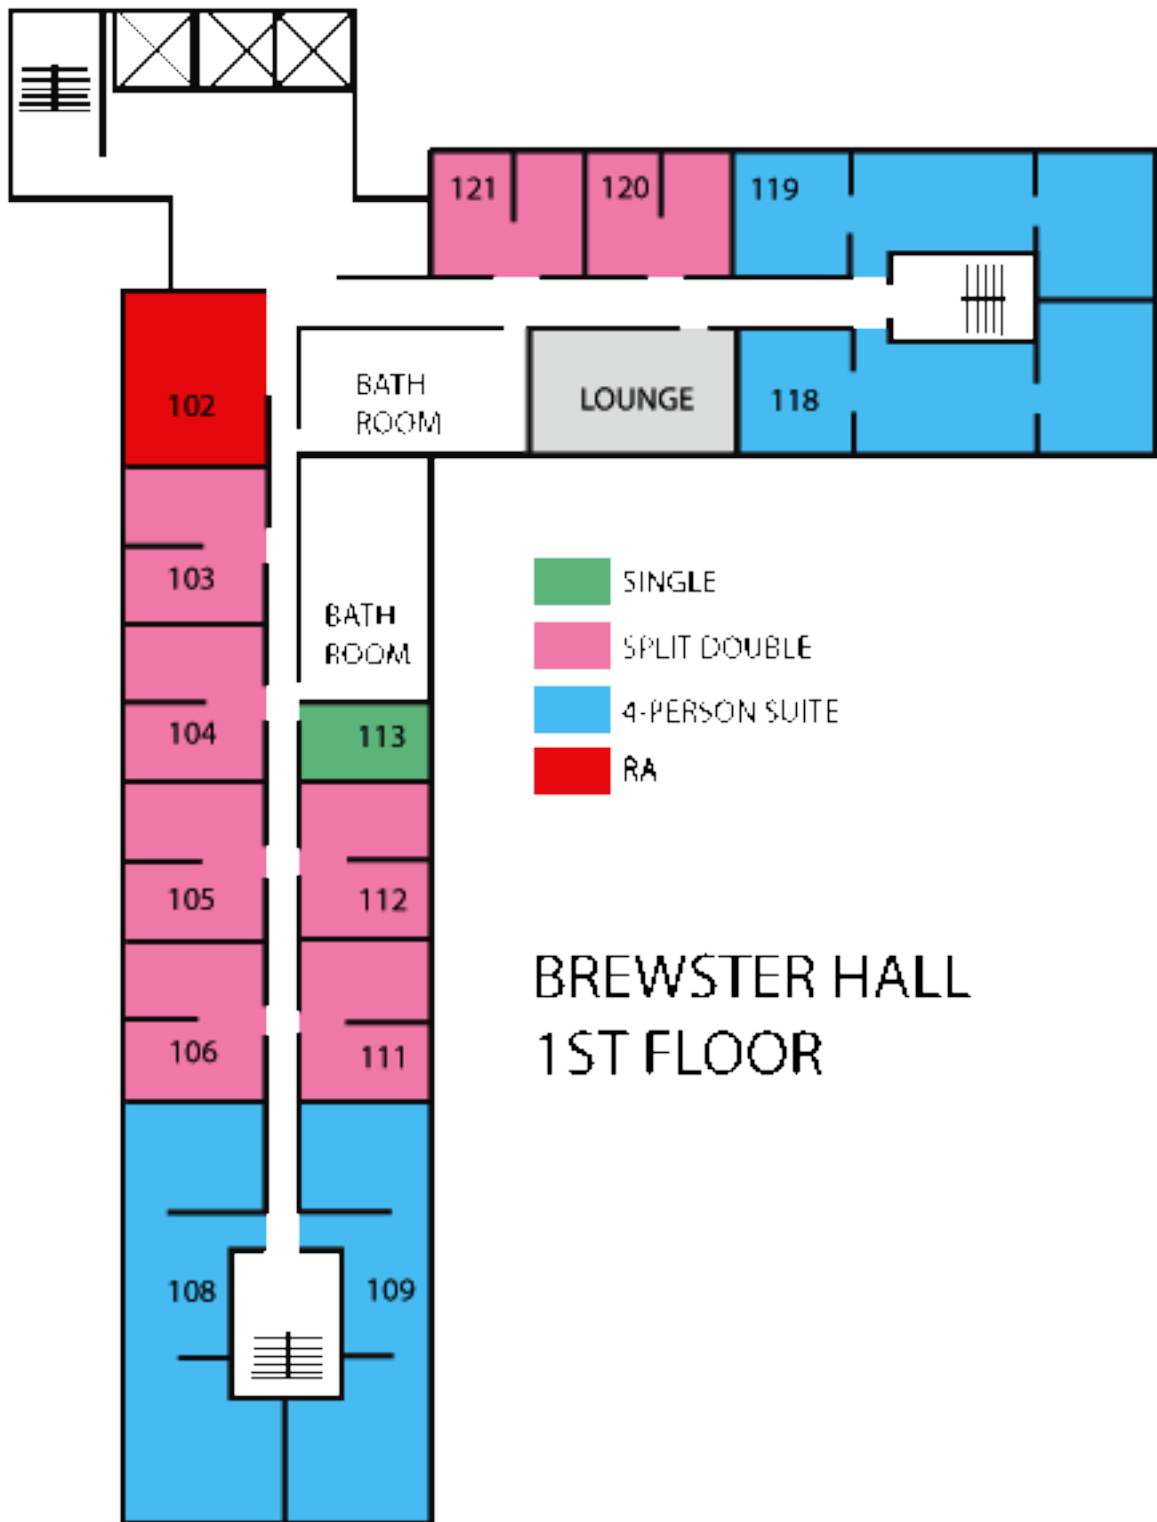 121
120
119
102
BATH
ROOM
LOUNGE
118
103
BATH
ROOM
104
113
105
112
106
111
108
109
SINGLE
SPLIT DOUBLE
4-PERSON SUITE
RA
BREWSTER HALL
1ST FLOOR